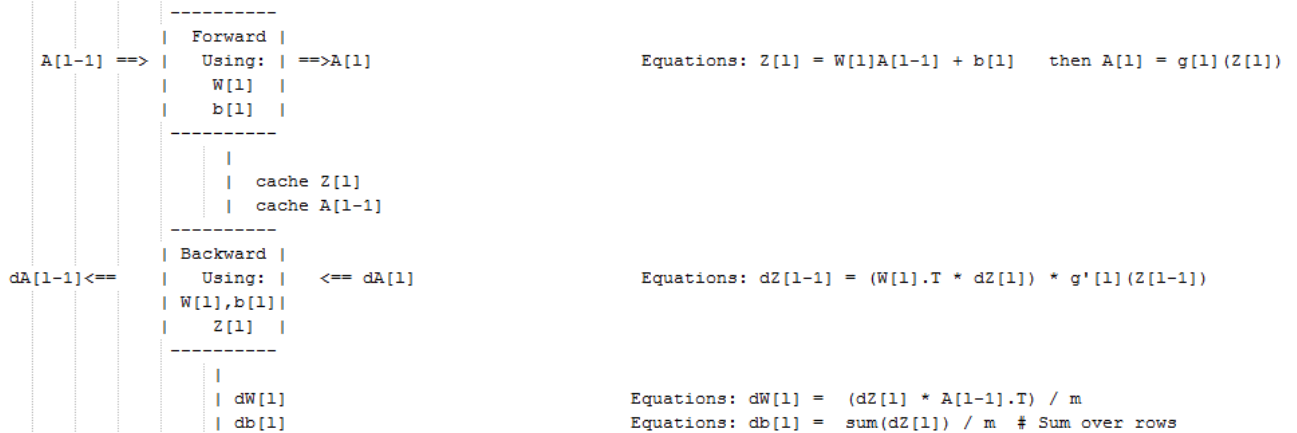 ----------
| Forward |
A[l-1] ==> | Using: | ==>A[l] Equations: Z[l] = W[l]A[l-1] + b[l] then A[l] = g[l](Z[l])
| W[l] |
| b[l] |
----------
|
| cache Z[l]
| cache A[l-1]
----------
| Backward |
dA[l-1]<== | Using: | <== dA[l] Equations: dZ[l-1] = (W[l].T * dZ[l]) * g'[l](Z[l-1])
| W[l],b[l]|
| Z[l] |
----------
|
| dW[l] Equations: dW[l] = (dZ[l] * A[l-1].T) / m
| db[l] Equations: db[l] = sum(dZ[l]) / m # Sum over rows